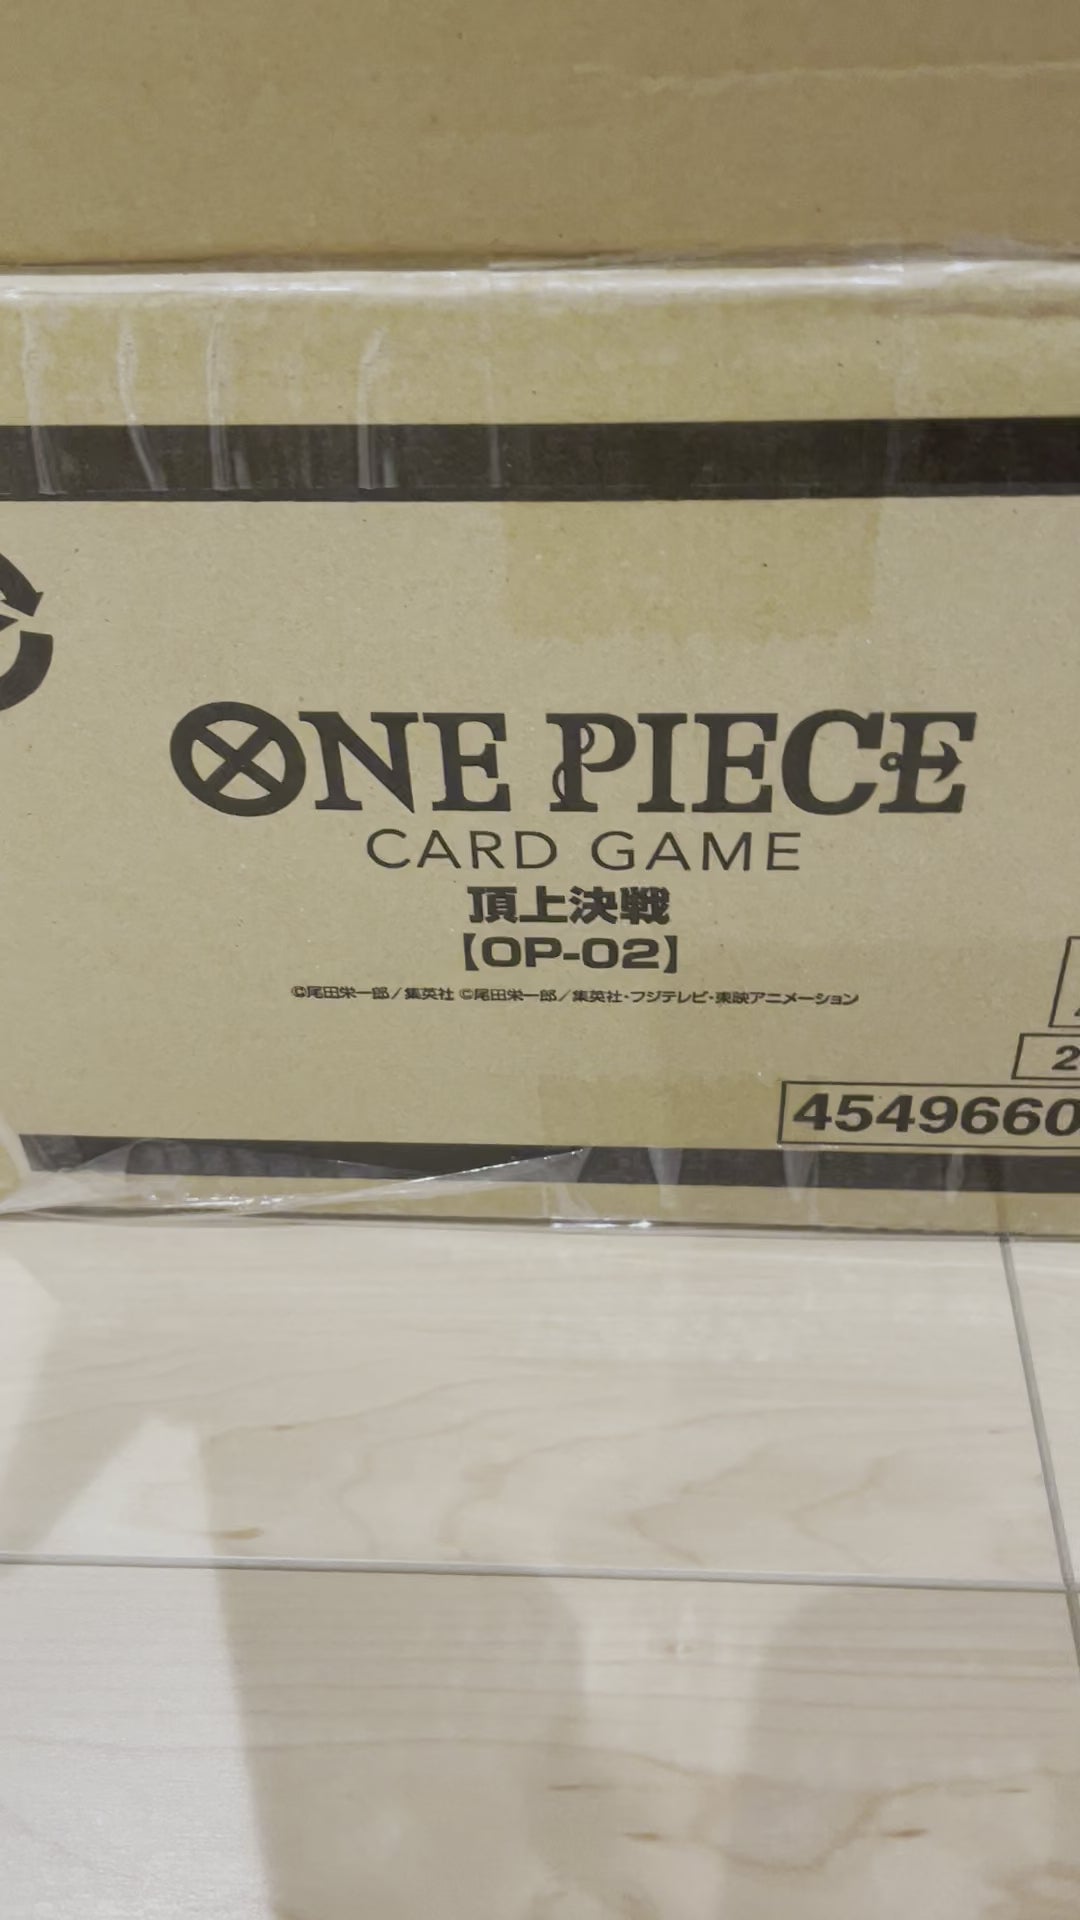 ONE PIECE
CARD GAME
頂上決戦
【OP-02】
©尾田栄一郎／集英社 ©尾田栄一郎／集英社・フジテレビ・東映アニメーション
2
4549660